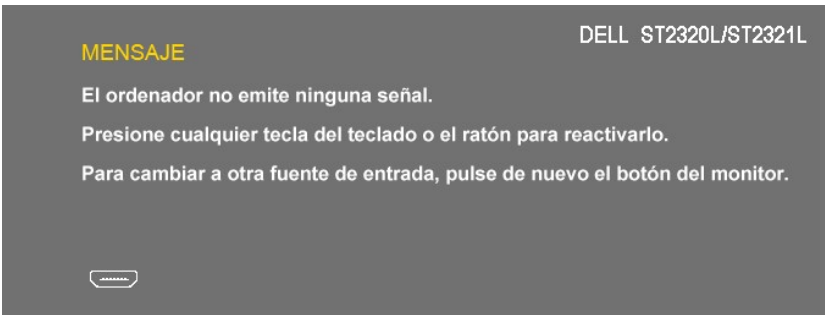 DELL ST2320L/ST2321L
MENSAJE
El ordenador no emite ninguna señal.
Presione cualquier tecla del teclado o el ratón para reactivarlo.
Para cambiar a otra fuente de entrada, pulse de nuevo el botón del monitor.